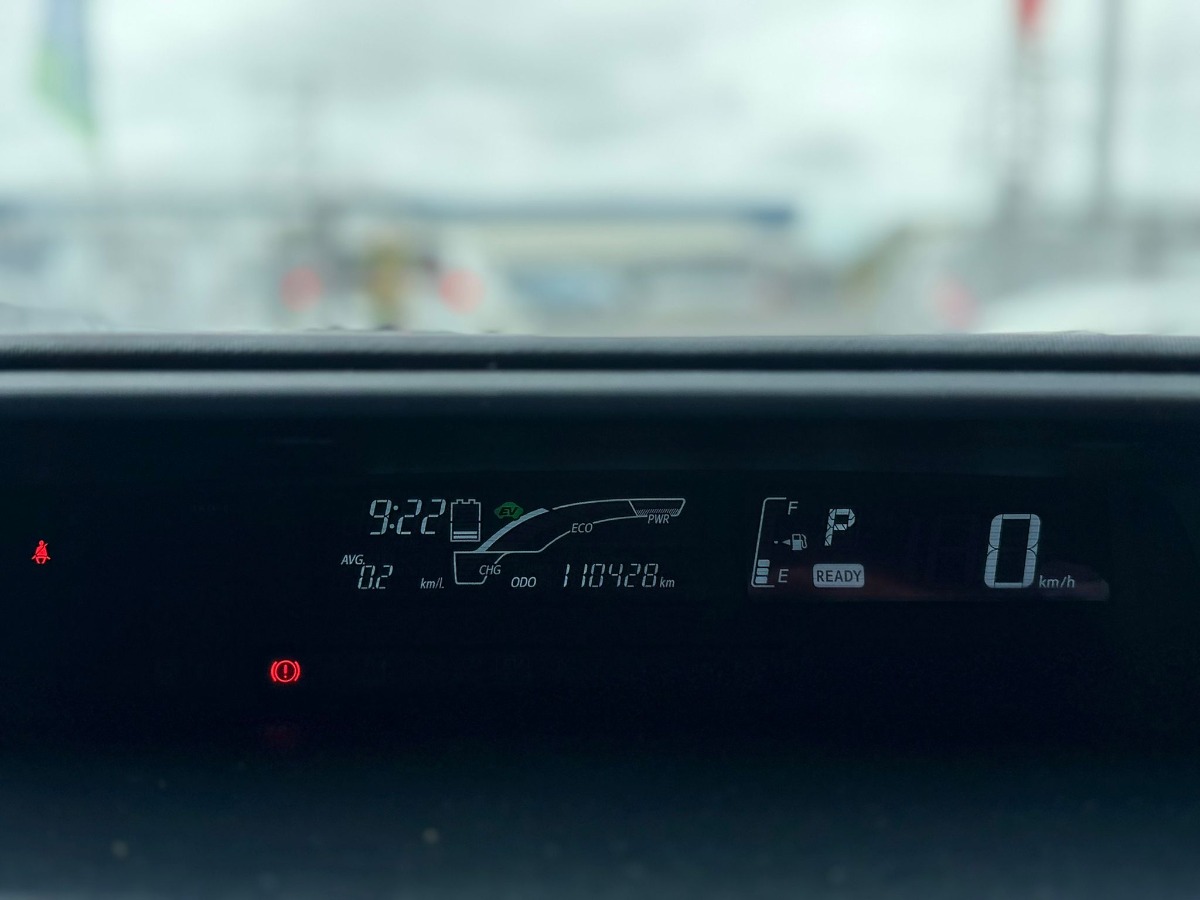 9:22
EV
ECO
PWR
AVG.
0.2 km/L
CHG
ODO 110428 km
F
E
P
READY
0 km/h